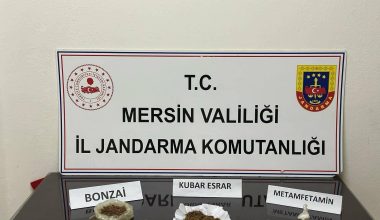 T.C.
MERSİN VALİLİĞİ
İL JANDARMA KOMUTANLIĞI
BONZAİ
KUBAR ESRAR
METAMFETAMİN